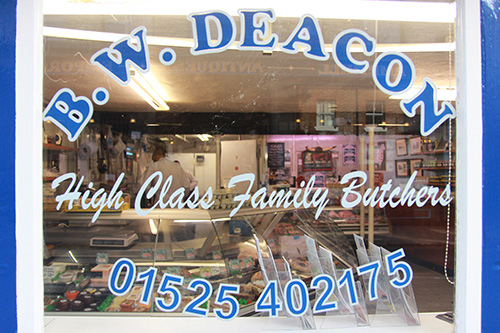 B.W. DEACON
High Class Family Butchers
01525 402175